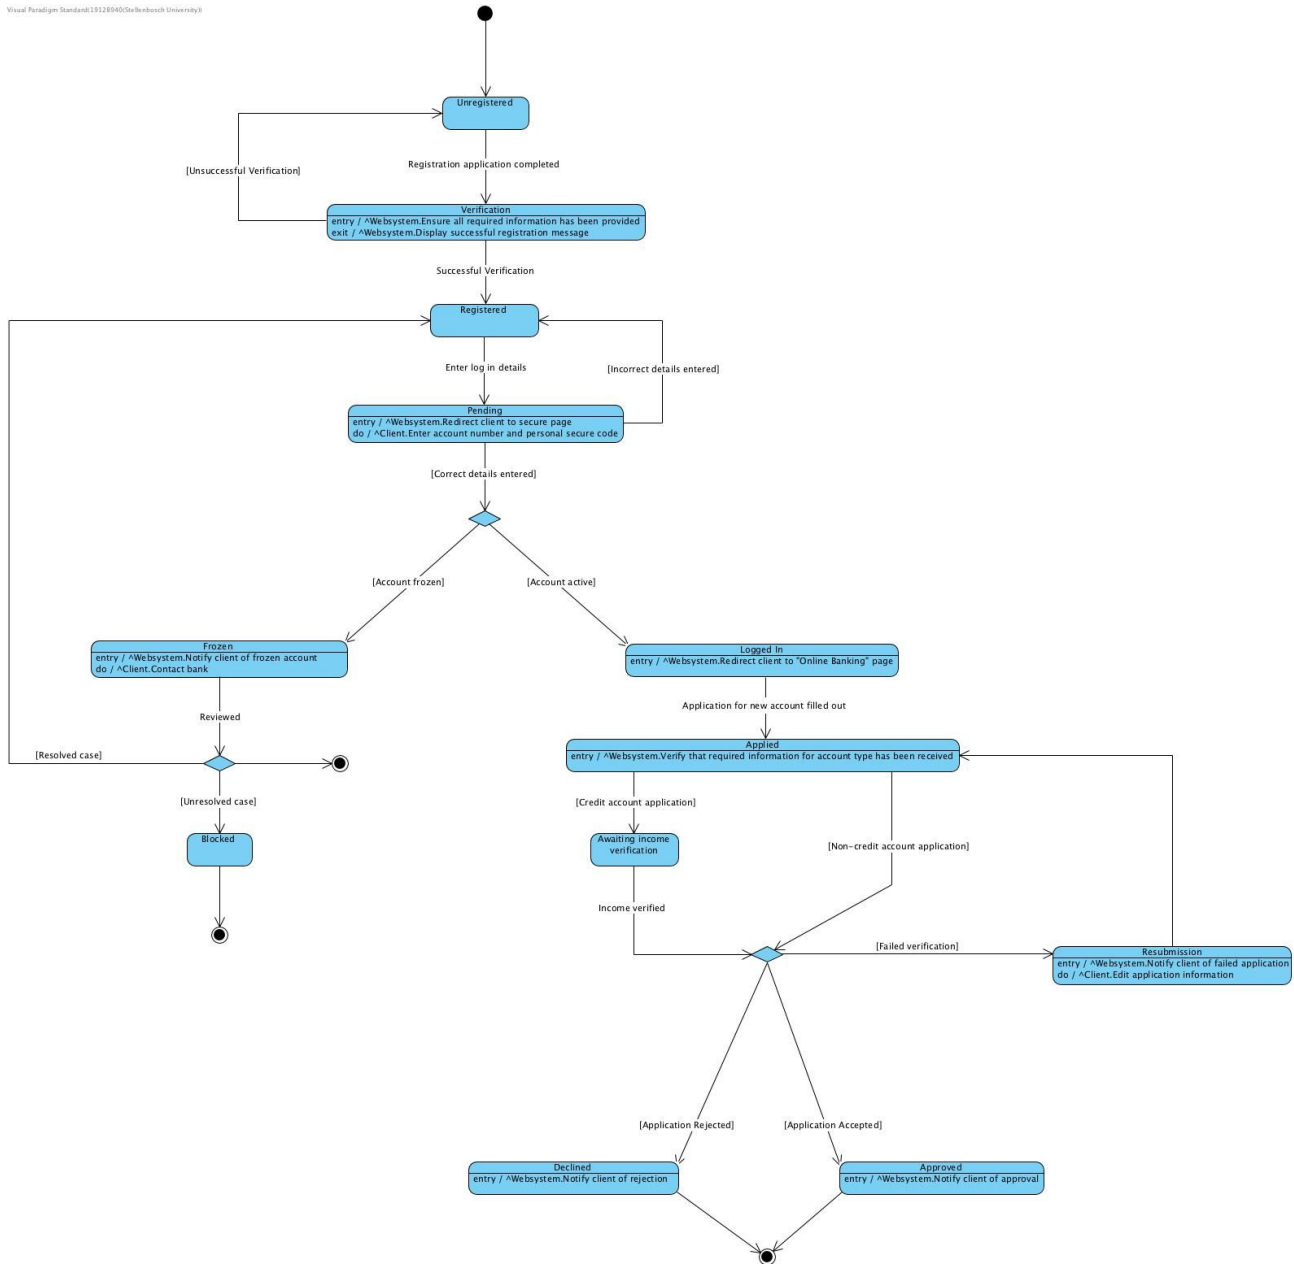 Visual Paradigm Standard(19128940(Stellenbosch University))
Unregistered
Registration application completed
[Unsuccessful Verification]
Verification
entry / ^Websystem.Ensure all required information has been provided
exit / ^Websystem.Display successful registration message
Successful Verification
Registered
Enter log in details
[Incorrect details entered]
Pending
entry / ^Websystem.Redirect client to secure page
do / ^Client.Enter account number and personal secure code
[Correct details entered]
[Account frozen]
[Account active]
Frozen
entry / ^Websystem.Notify client of frozen account
do / ^Client.Contact bank
Logged In
entry / ^Websystem.Redirect client to "Online Banking" page
Reviewed
Application for new account filled out
Applied
entry / ^Websystem.Verify that required information for account type has been received
[Resolved case]
[Unresolved case]
[Credit account application]
Blocked
Awaiting income
verification
[Non-credit account application]
Income verified
[Failed verification]
Resubmission
entry / ^Websystem.Notify client of failed application
do / ^Client.Edit application information
[Application Rejected]
[Application Accepted]
Declined
entry / ^Websystem.Notify client of rejection
Approved
entry / ^Websystem.Notify client of approval